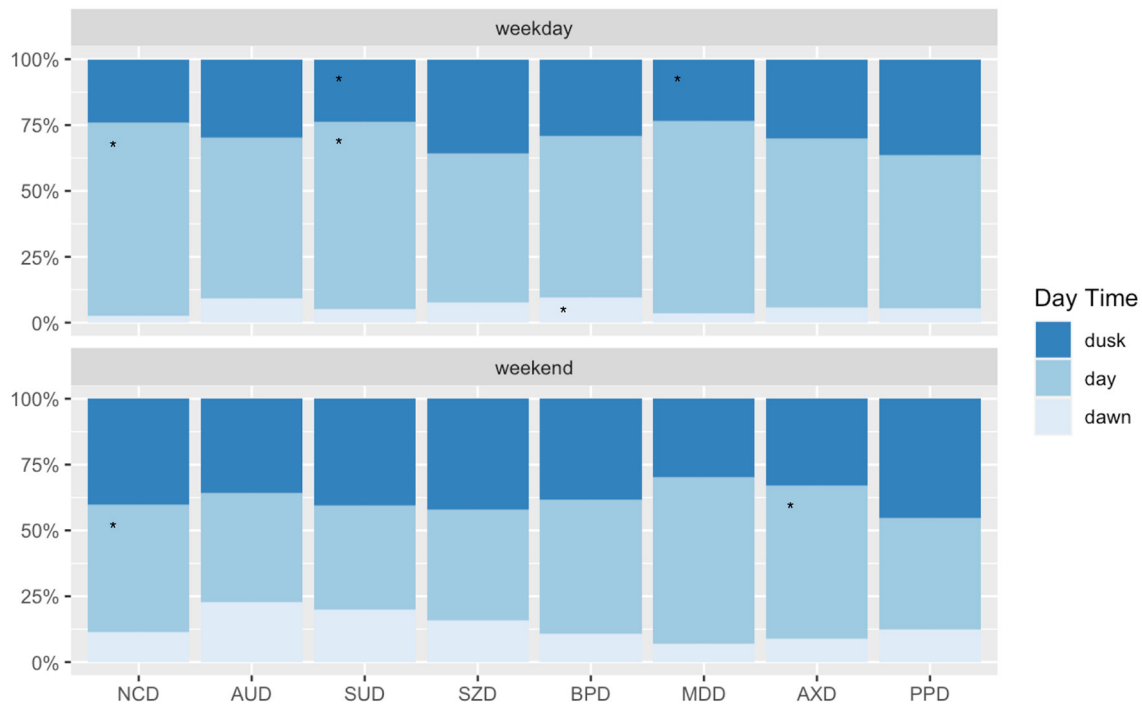 weekday
100%
75%
50%
25%
0%
*
*
*
*
*
weekend
100%
75%
50%
25%
0%
*
*
NCD AUD SUD SZD BPD MDD AXD PPD
Day Time
dusk
day
dawn